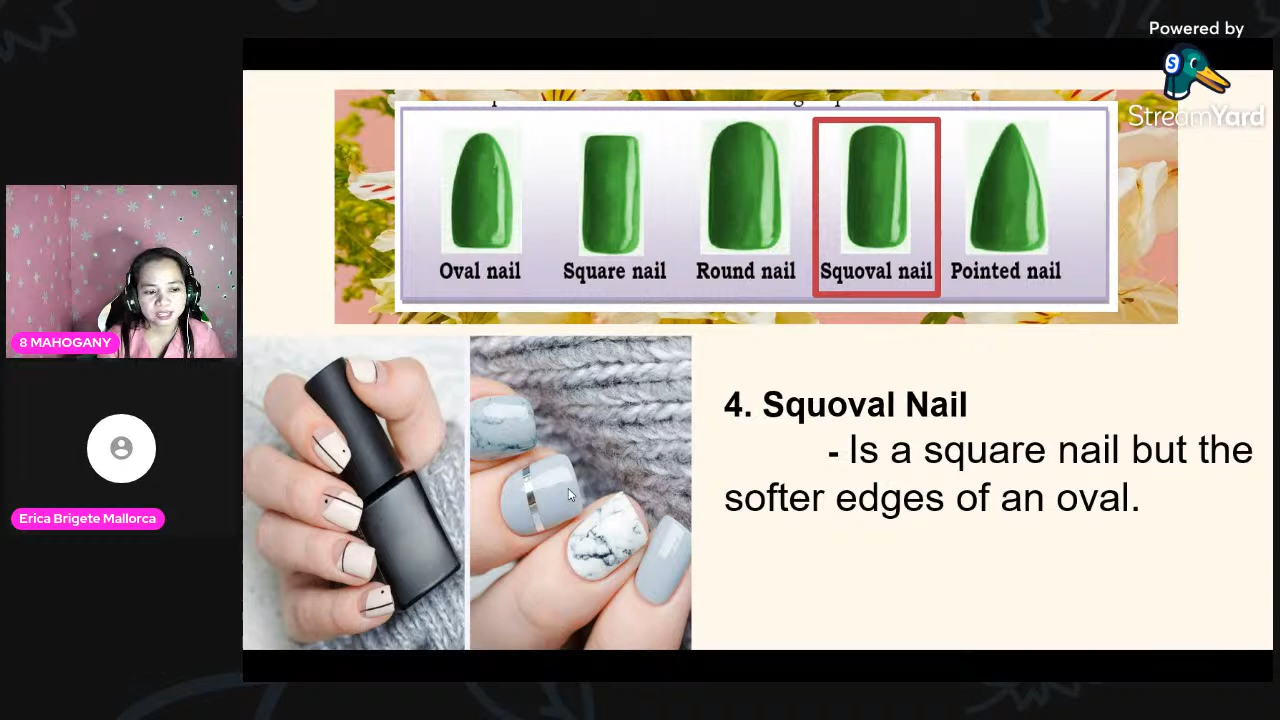 Powered by
StreamYard
Oval nail
Square nail
Round nail
Squoval nail
Pointed nail
8 MAHOGANY
4. Squoval Nail
- Is a square nail but the
softer edges of an oval.
Erica Brigete Mallorca